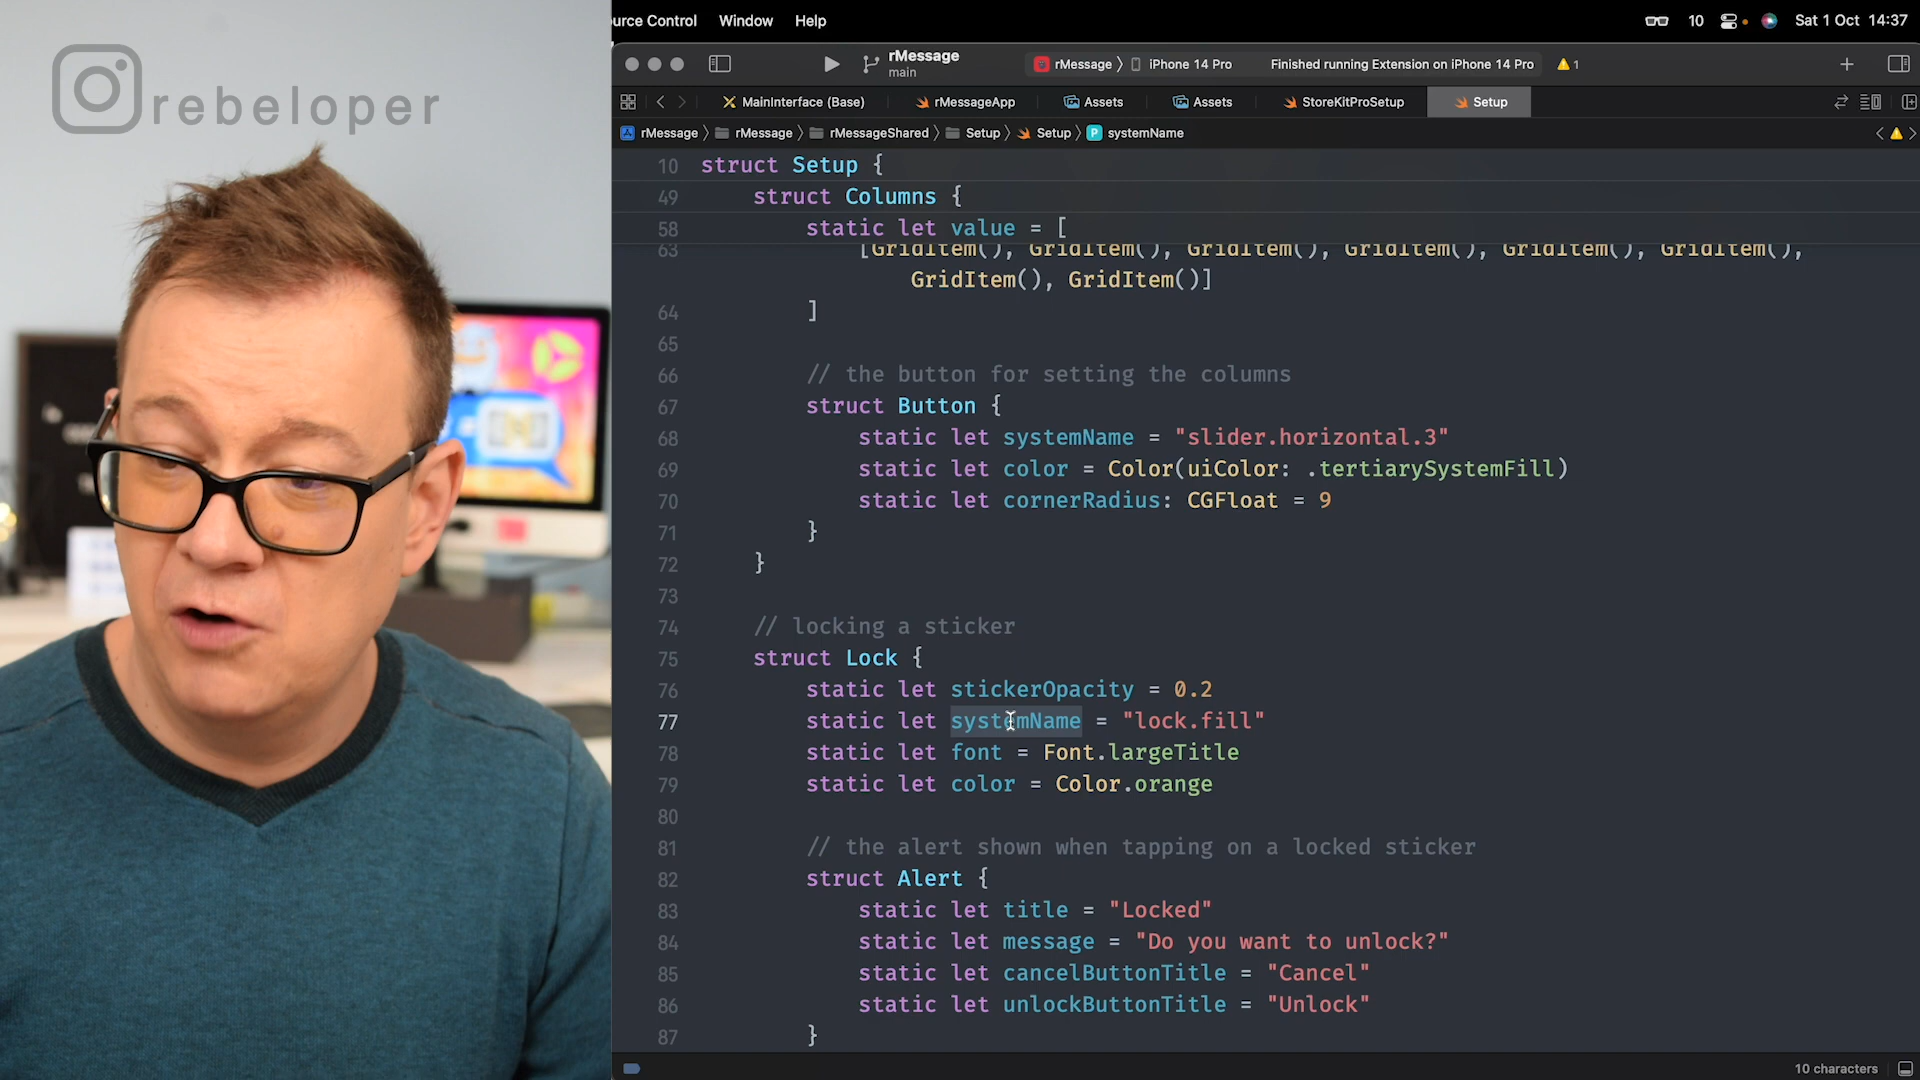 rebeloper
urce Control Window Help
10 Sat 1 Oct 14:37
rMessage
main
rMessage iPhone 14 Pro Finished running Extension on iPhone 14 Pro 1
MainInterface (Base) rMessageApp Assets Assets StoreKitProSetup Setup
rMessage rMessage rMessageShared Setup Setup P systemName
10 struct Setup {
49 struct Columns {
58 static let value = [
63 [GridItem(), GridItem(), GridItem(), GridItem(), GridItem(), GridItem(),
GridItem(), GridItem()]
64 ]
65
66 // the button for setting the columns
67 struct Button {
68 static let systemName = "slider.horizontal.3"
69 static let color = Color(uiColor: .tertiarySystemFill)
70 static let cornerRadius: CGFloat = 9
71 }
72 }
73
74 // locking a sticker
75 struct Lock {
76 static let stickerOpacity = 0.2
77 static let systemName = "lock.fill"
78 static let font = Font.largeTitle
79 static let color = Color.orange
80
81 // the alert shown when tapping on a locked sticker
82 struct Alert {
83 static let title = "Locked"
84 static let message = "Do you want to unlock?"
85 static let cancelButtonTitle = "Cancel"
86 static let unlockButtonTitle = "Unlock"
87 }
10 characters